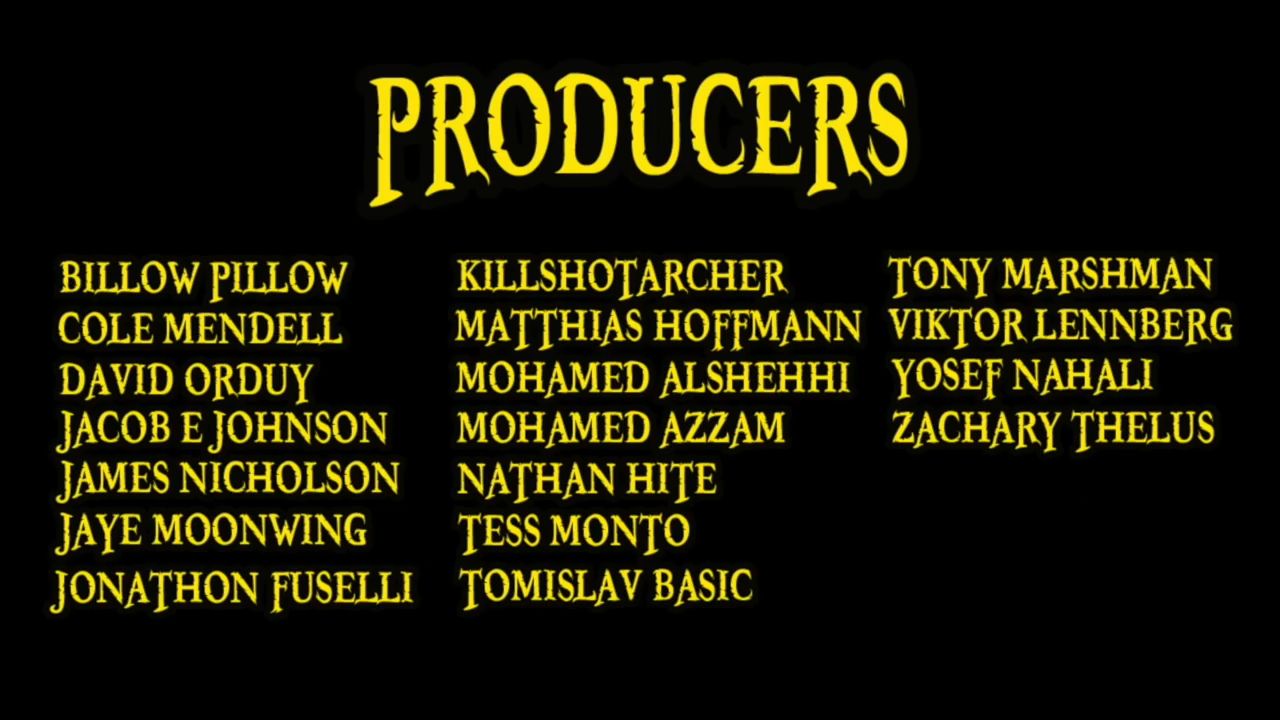 PRODUCERS
BILLOW PILLOW
COLE MENDELL
DAVID ORDUY
JACOB E JOHNSON
JAMES NICHOLSON
JAYE MOONWING
JONATHON FUSELLI
KILLSHOTARCHER
MATTHIAS HOFFMANN
MOHAMED ALSHEHHI
MOHAMED AZZAM
NATHAN HITE
TESS MONTO
TOMISLAV BASIC
TONY MARSHMAN
VIKTOR LENNBERG
YOSEF NAHALI
ZACHARY THELUS